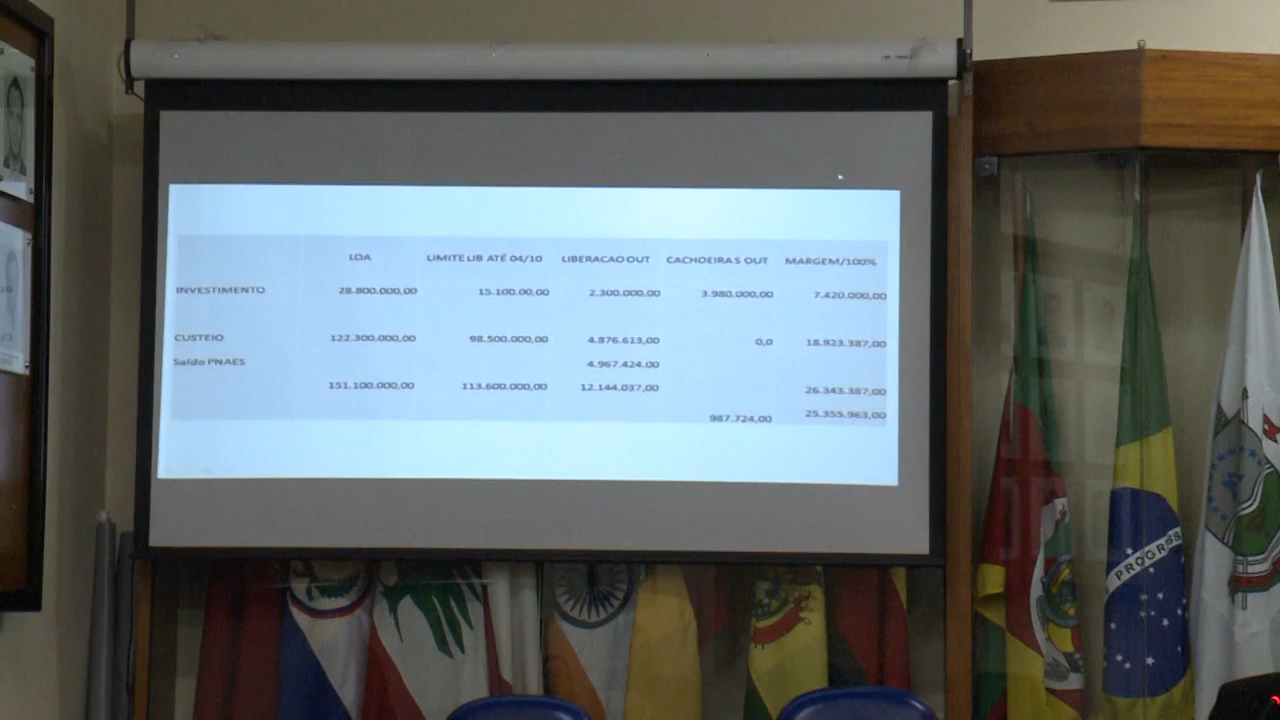 LOA LIMITE LIB ATÉ 04/10 LIBERACAO OUT CACHOEIRA S OUT MARGEM/100%
INVESTIMENTO 28.800.000,00 15.100.00,00 2.300.000,00 3.980.000,00 7.420.000,00
CUSTEIO 122.300.000,00 98.500.000,00 4.876.613,00 0,0 18.923.387,00
Saldo PNAES 4.967.424.00
151.100.000,00 113.600.000,00 12.144.037,00 26.343.387,00
987.724,00 25.355.963,00
PROGRES